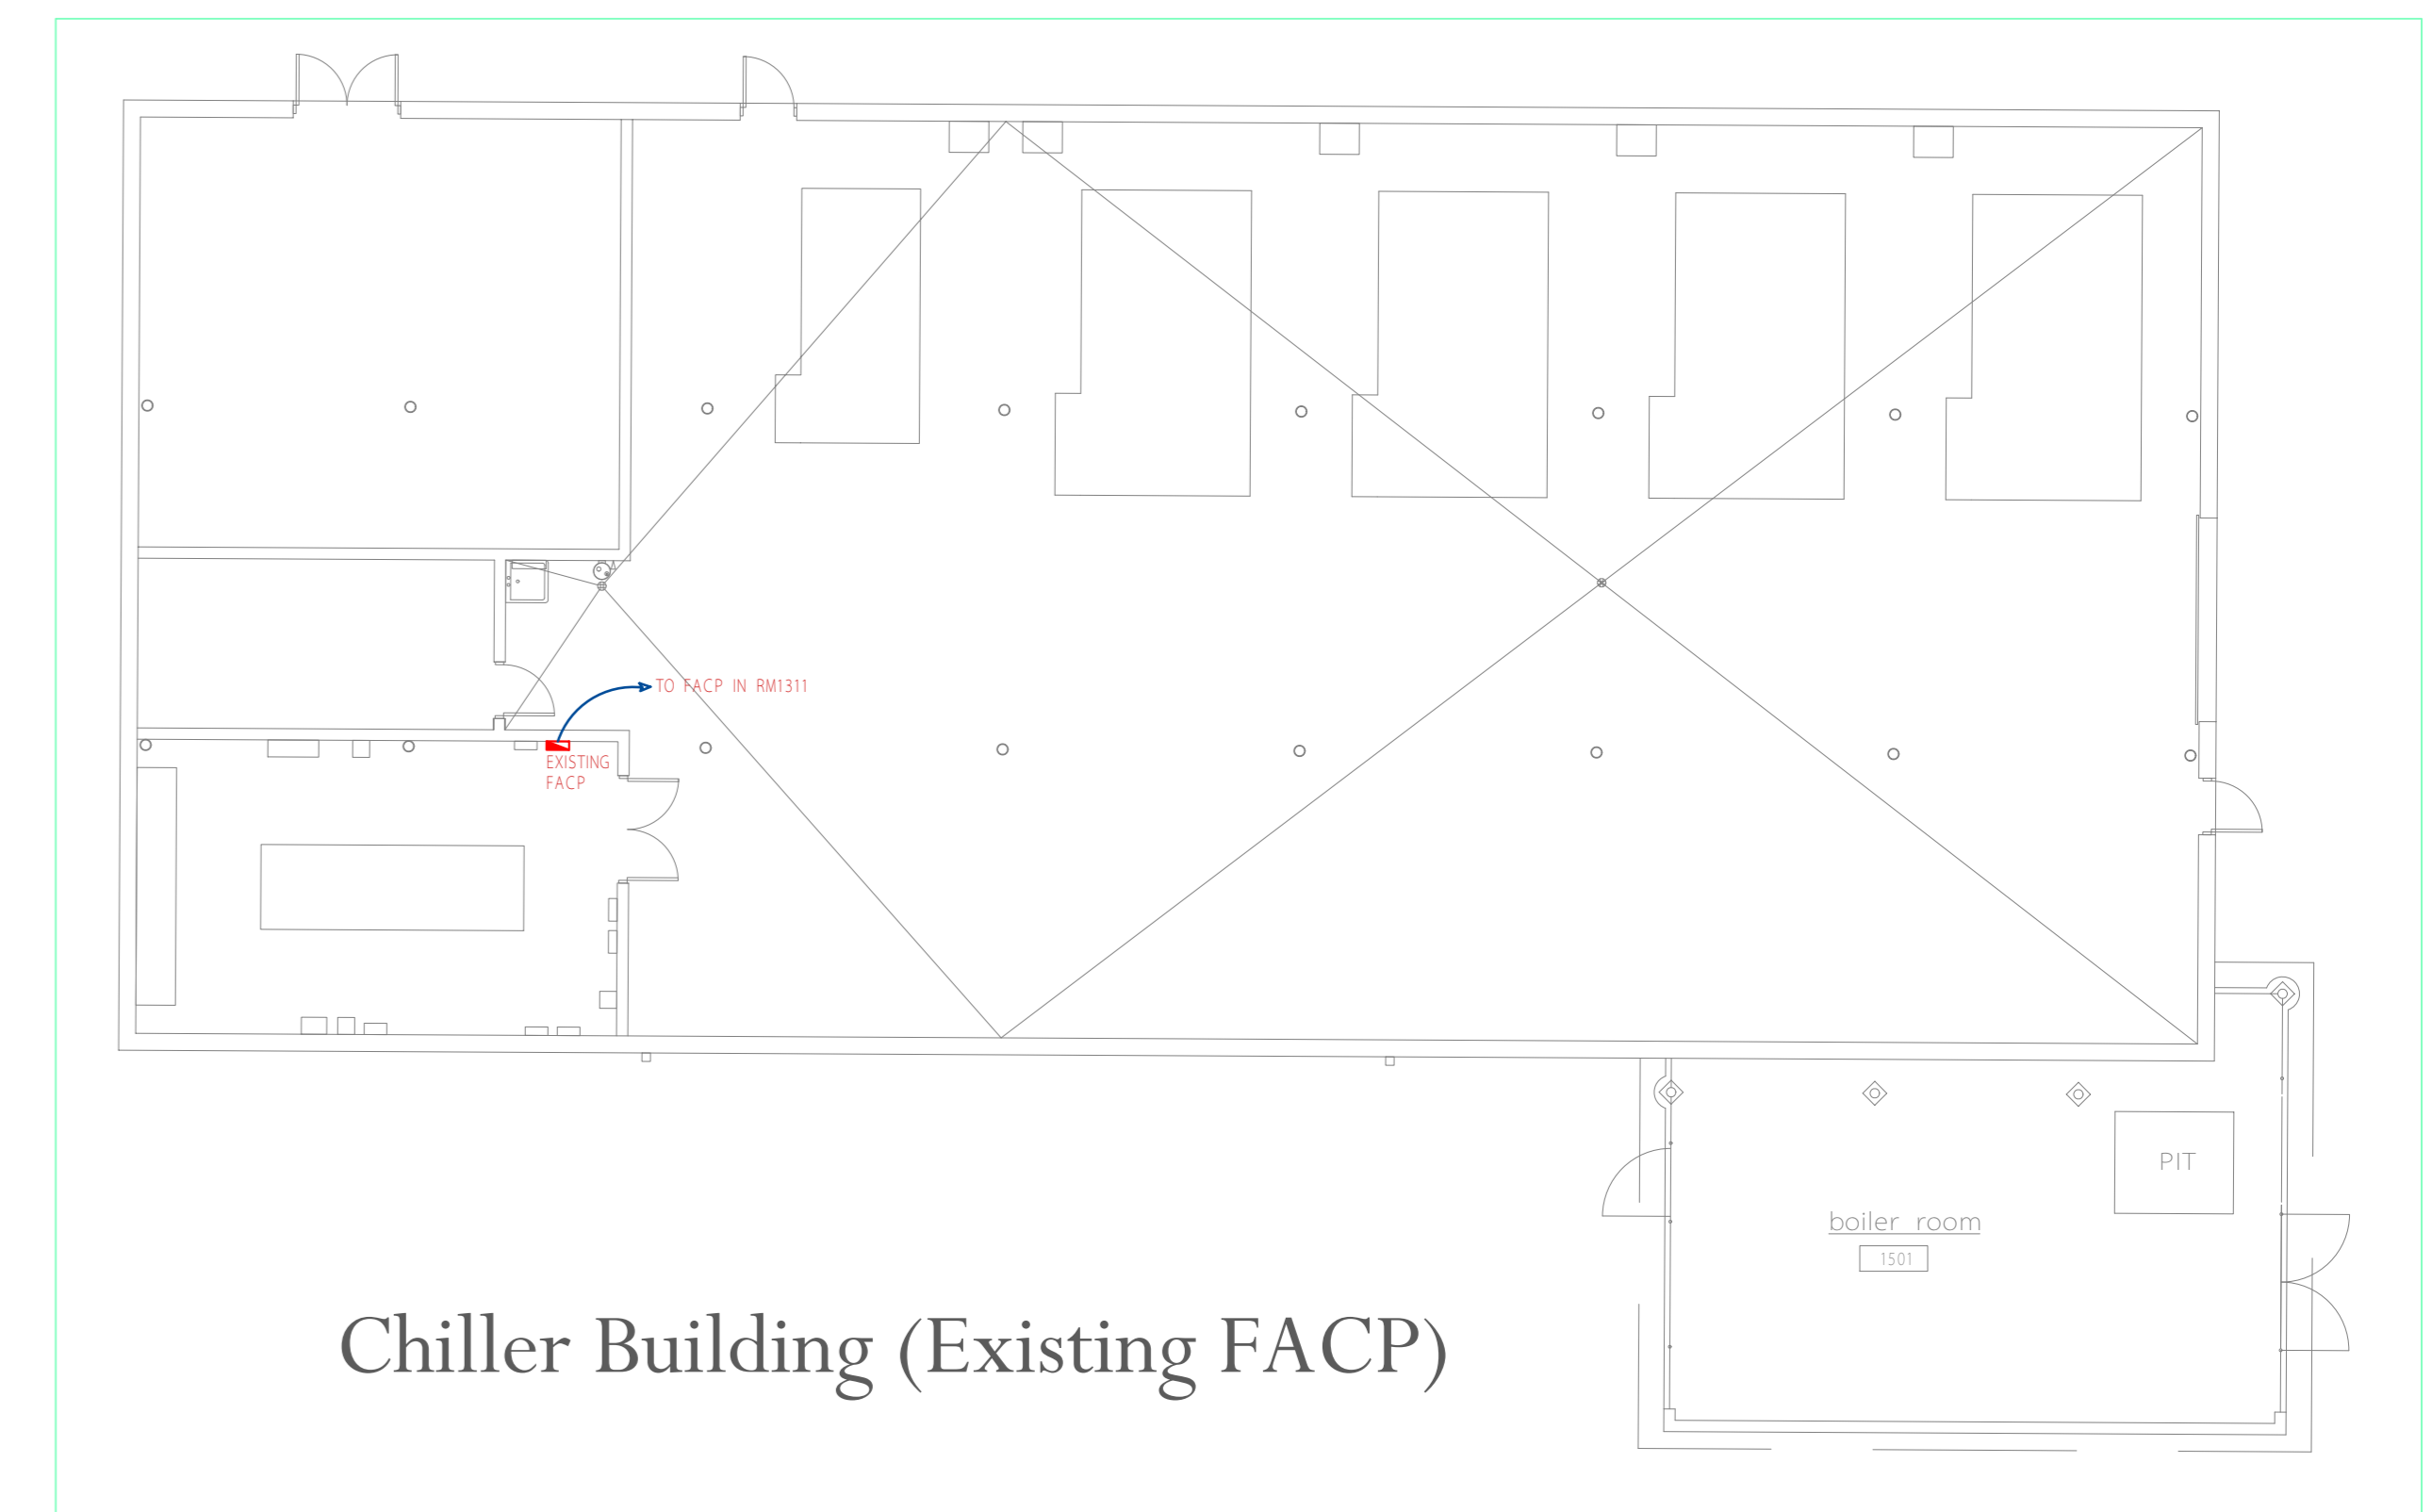 TO FACP IN RM1311
EXISTING
FACP
PIT
boiler room
1501
Chiller Building (Existing FACP)